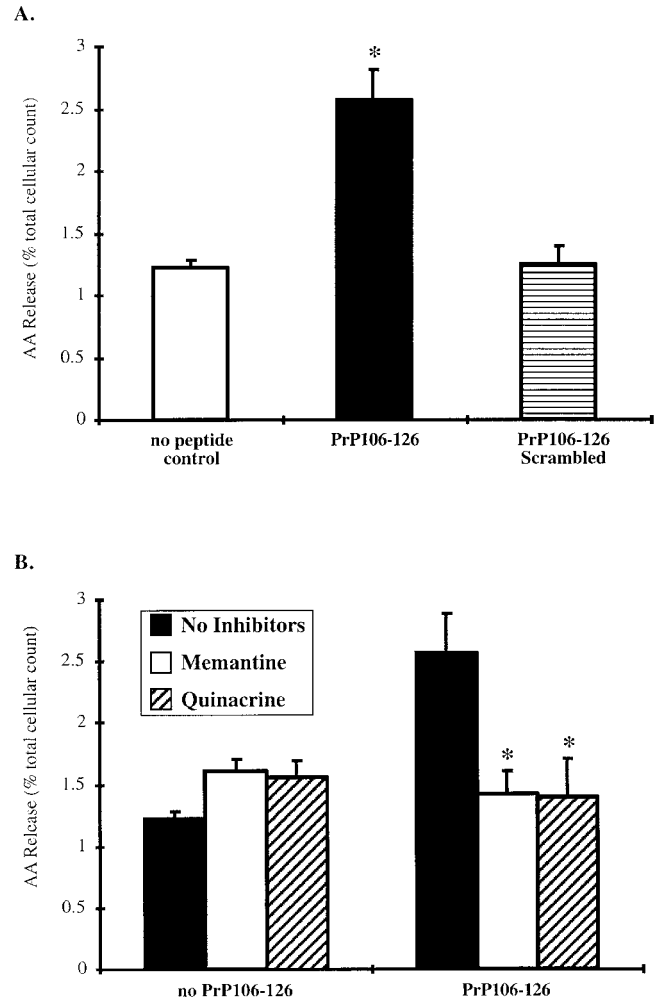 A.
3
2.5
2
1.5
1
0.5
0
AA Release (% total cellular count)
*
no peptide
control
PrP106-126
PrP106-126
Scrambled
B.
3
2.5
2
1.5
1
0.5
0
AA Release (% total cellular count)
No Inhibitors
Memantine
Quinacrine
*
*
no PrP106-126
PrP106-126